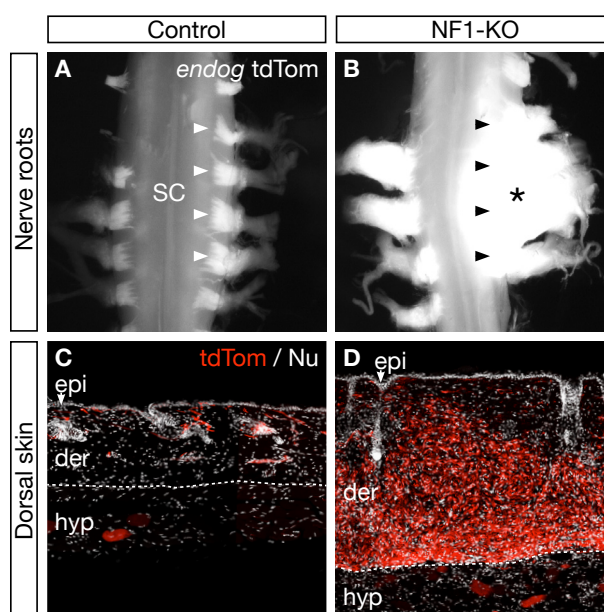 Control
NF1-KO
Nerve roots
A
endog tdTom
SC
B
*
Dorsal skin
C
tdTom / Nu
epi
der
hyp
D
epi
der
hyp